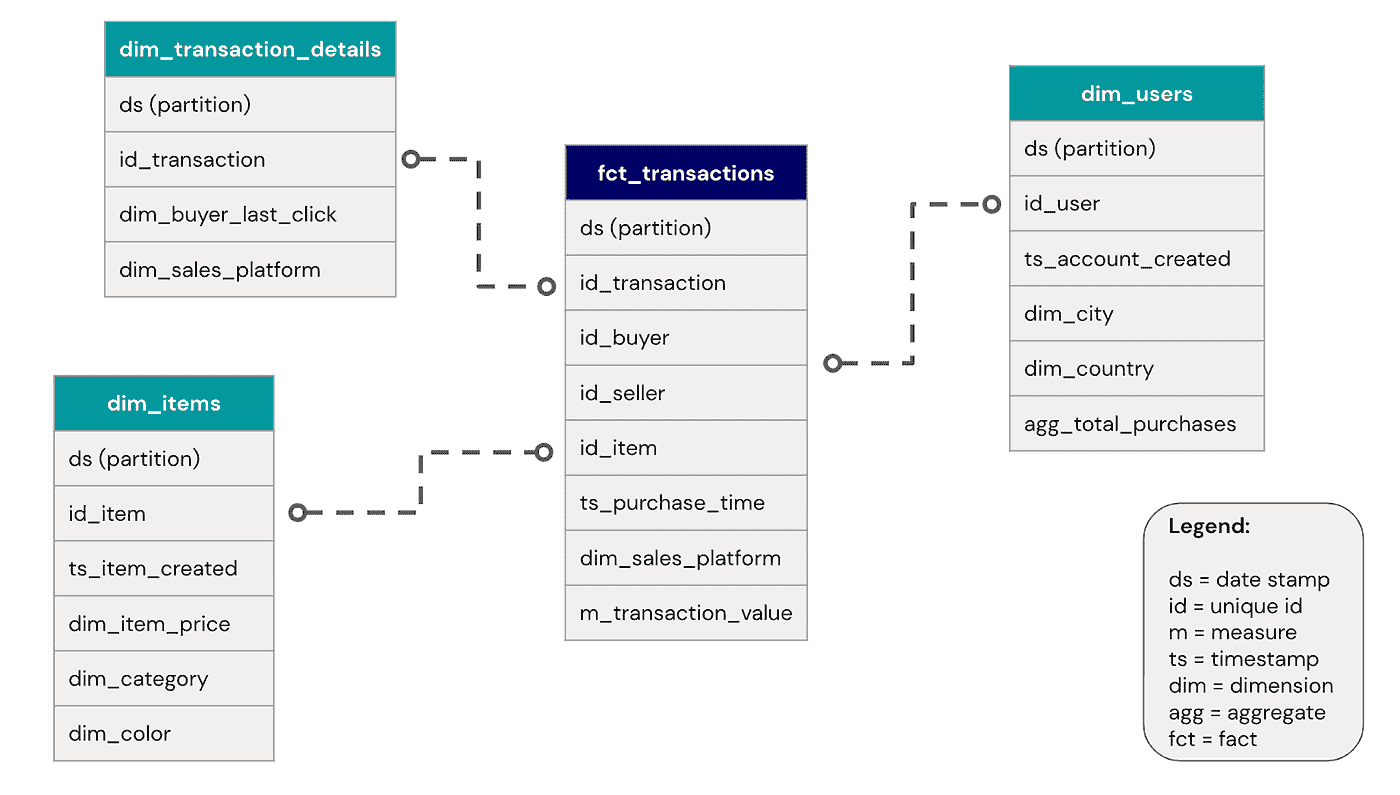 dim_transaction_details
ds (partition)
id_transaction
dim_buyer_last_click
dim_sales_platform
dim_items
ds (partition)
id_item
ts_item_created
dim_item_price
dim_category
dim_color
fct_transactions
ds (partition)
id_transaction
id_buyer
id_seller
id_item
ts_purchase_time
dim_sales_platform
m_transaction_value
dim_users
ds (partition)
id_user
ts_account_created
dim_city
dim_country
agg_total_purchases
Legend:
ds = date stamp
id = unique id
m = measure
ts = timestamp
dim = dimension
agg = aggregate
fct = fact